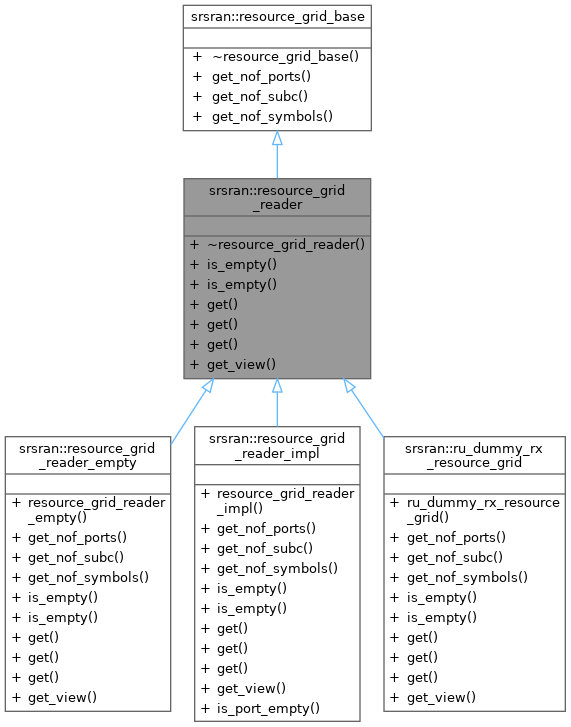 srsran::resource_grid_base
+ ~resource_grid_base()
+ get_nof_ports()
+ get_nof_subc()
+ get_nof_symbols()
srsran::resource_grid
_reader
+ ~resource_grid_reader()
+ is_empty()
+ is_empty()
+ get()
+ get()
+ get()
+ get_view()
srsran::resource_grid
_reader_empty
+ resource_grid_reader
_empty()
+ get_nof_ports()
+ get_nof_subc()
+ get_nof_symbols()
+ is_empty()
+ is_empty()
+ get()
+ get()
+ get()
+ get_view()
srsran::resource_grid
_reader_impl
+ resource_grid_reader
_impl()
+ get_nof_ports()
+ get_nof_subc()
+ get_nof_symbols()
+ is_empty()
+ is_empty()
+ get()
+ get()
+ get()
+ get_view()
+ is_port_empty()
srsran::ru_dummy_rx
_resource_grid
+ ru_dummy_rx_resource
_grid()
+ get_nof_ports()
+ get_nof_subc()
+ get_nof_symbols()
+ is_empty()
+ is_empty()
+ get()
+ get()
+ get()
+ get_view()